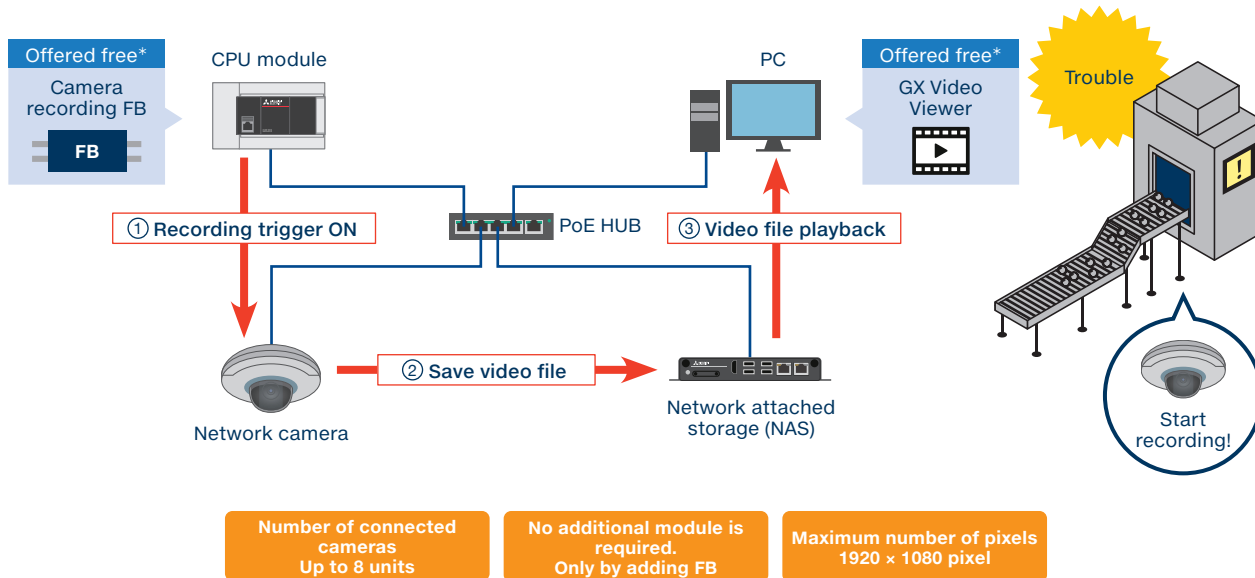 Offered free*
Camera
recording FB
FB
CPU module
PC
Offered free*
GX Video
Viewer
Trouble
!
① Recording trigger ON
PoE HUB
③ Video file playback
② Save video file
Network camera
Network attached
storage (NAS)
Start
recording!
Number of connected
cameras
Up to 8 units
No additional module is
required.
Only by adding FB
Maximum number of pixels
1920 × 1080 pixel